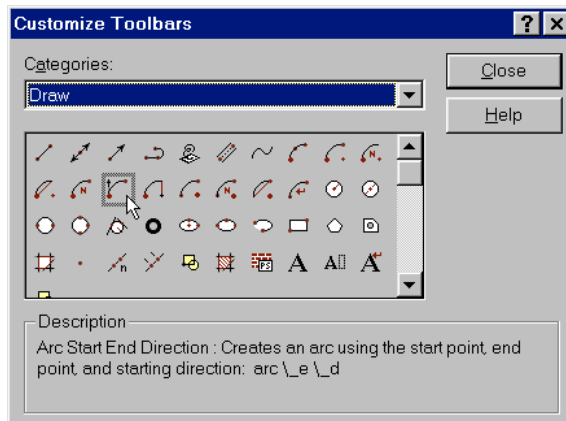 Customize Toolbars
Categories:
Draw
Close
Help
N
N
N
n
PS
A A A
Description
Arc Start End Direction : Creates an arc using the start point, end
point, and starting direction: arc \_e \_d